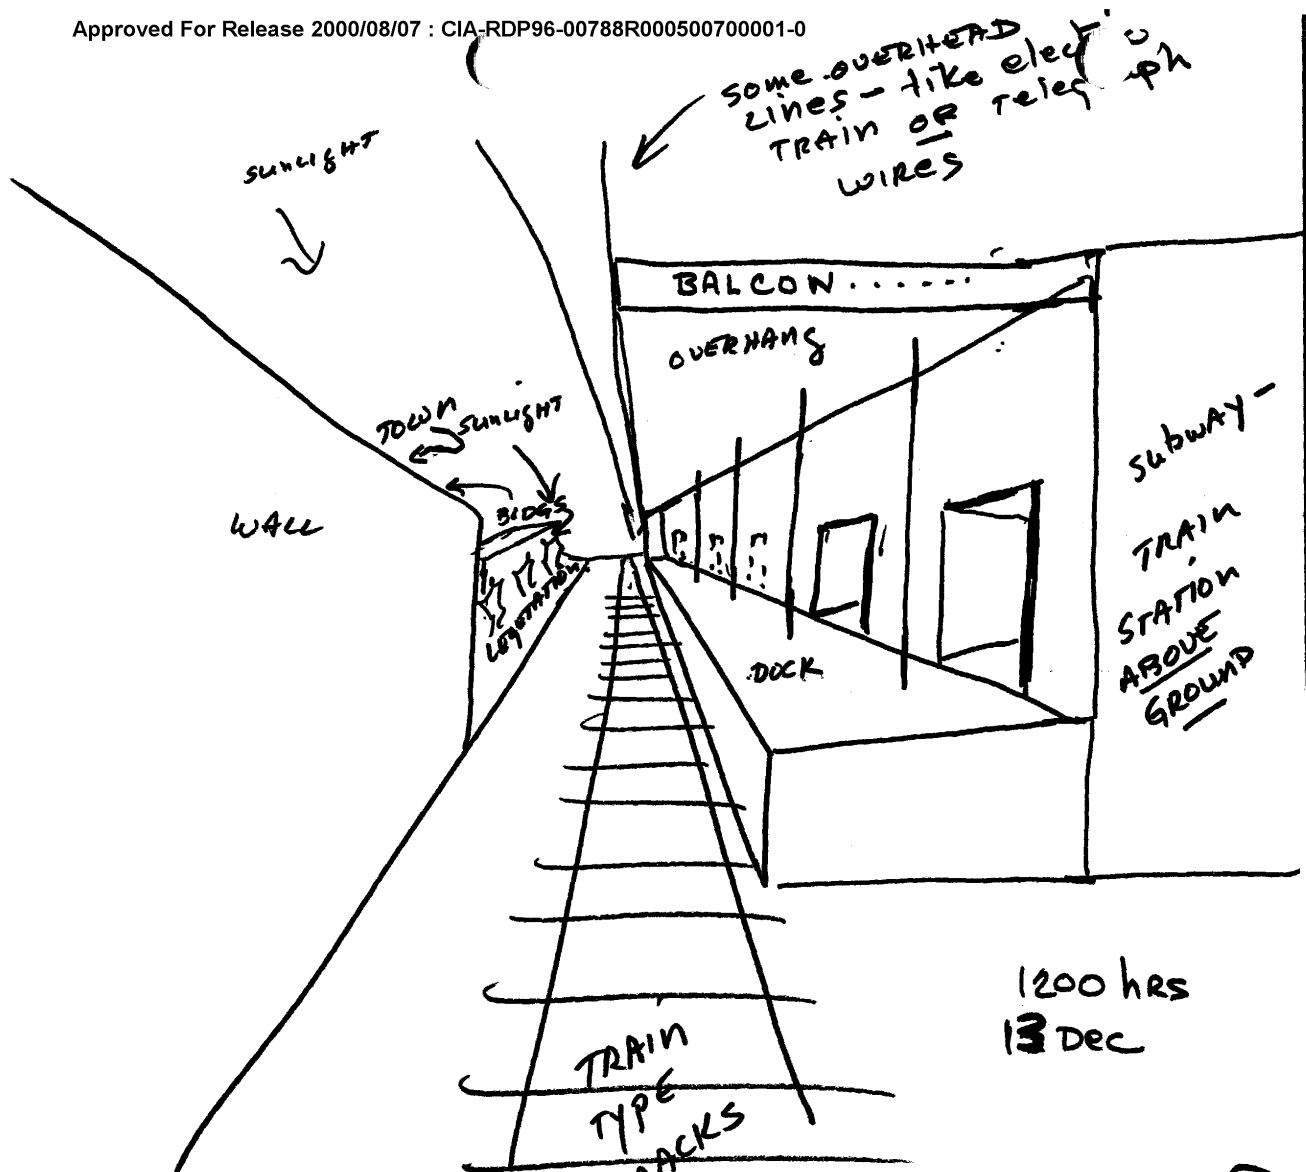 Approved For Release 2000/08/07 : CIA-RDP96-00788R000500700001-0
SOME OVERHEAD
LINES - like
TRAIN OR
WIRES
SUNLIGHT
BALCON.......
OVERHANG
TOWN
SUNLIGHT
BLDGS
WALL
SUBWAY -
TRAIN
STATION
ABOVE
GROUND
DOCK
1200 hRS
13 Dec
TRAIN
TYPE